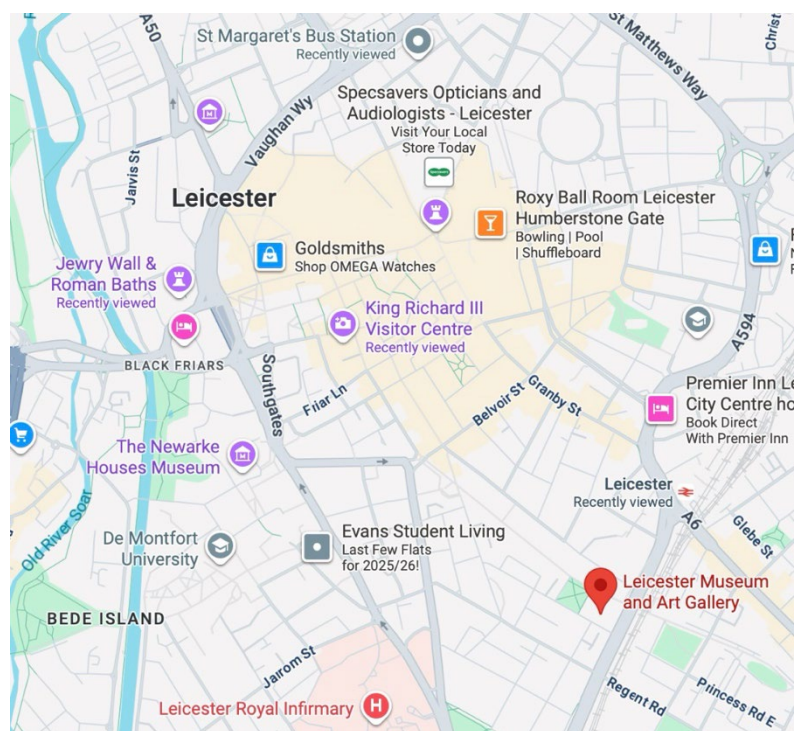 A50
St Margaret's Bus Station
Recently viewed
St Matthews Way
Christ
Specsavers Opticians and
Audiologists - Leicester
Visit Your Local
Store Today
Vaughan Wy
Jarvis St
Leicester
Roxy Ball Room Leicester
Humberstone Gate
Bowling | Pool
| Shuffleboard
Goldsmiths
Shop OMEGA Watches
Jewry Wall &
Roman Baths
Recently viewed
King Richard III
Visitor Centre
Recently viewed
A594
BLACK FRIARS
Southgates
Friar Ln
Belvoir St
Granby St
Premier Inn Le
City Centre ho
Book Direct
With Premier Inn
The Newarke
Houses Museum
Leicester
Recently viewed
A6
Glebe St
Old River Soar
De Montfort
University
Evans Student Living
Last Few Flats
for 2025/26!
Leicester Museum
and Art Gallery
BEDE ISLAND
Jarrom St
Leicester Royal Infirmary
H
Regent Rd
Princess Rd E